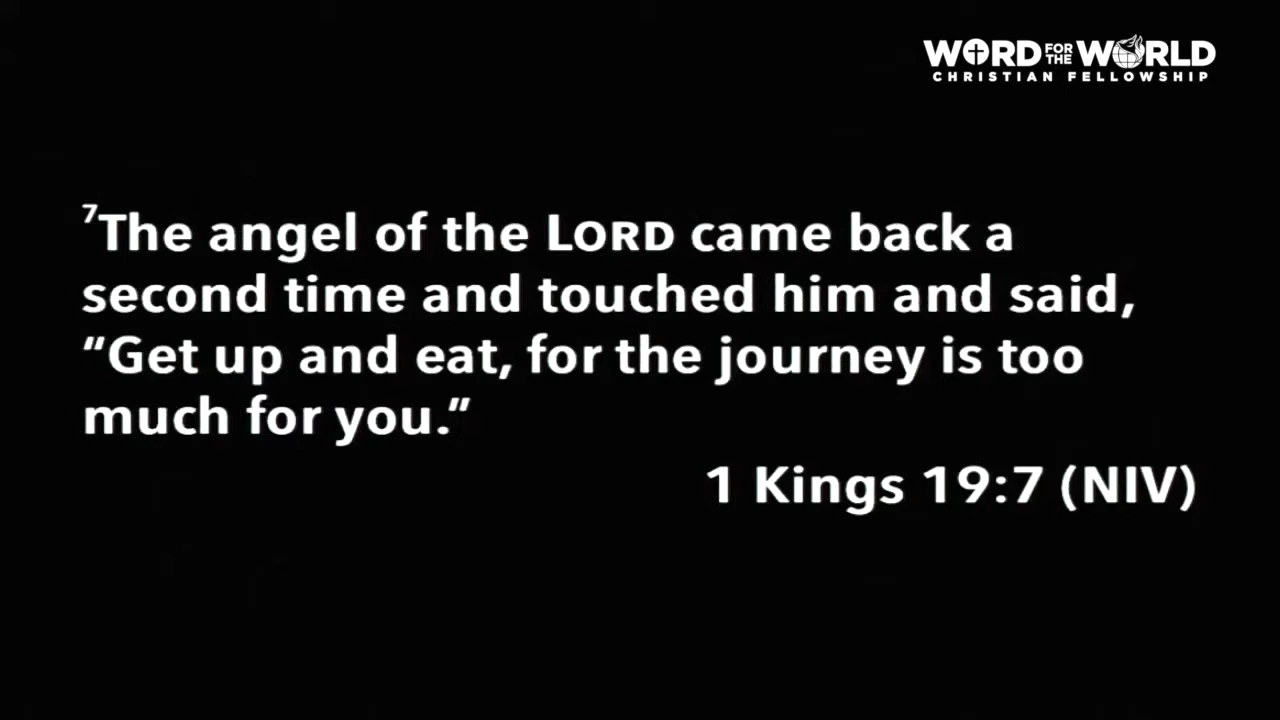 WORD FOR THE WORLD
CHRISTIAN FELLOWSHIP
⁷The angel of the LORD came back a
second time and touched him and said,
“Get up and eat, for the journey is too
much for you.”
1 Kings 19:7 (NIV)